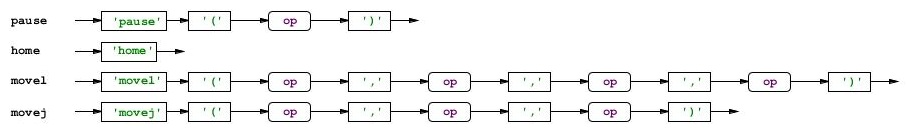 pause 'pause' '(' op ')'
home 'home'
movel 'movel' '(' op ',' op ',' op ',' op ')'
movej 'movej' '(' op ',' op ',' op ')'